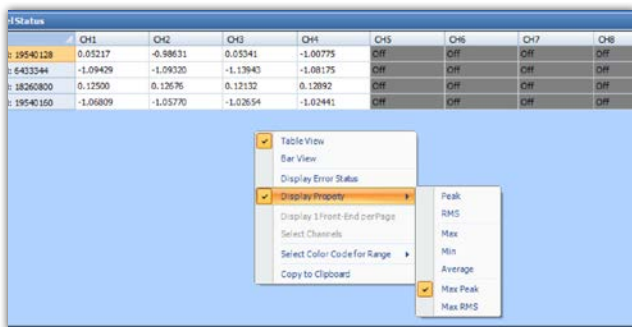 el Status
CH1 CH2 CH3 CH4 CH5 CH6 CH7 CH8
: 19540128 0.05217 -0.98631 0.05341 -1.00775 Off Off Off Off
: 6433344 -1.09429 -1.09320 -1.13943 -1.08175 Off Off Off Off
: 18260800 0.12500 0.12676 0.12132 0.12892 Off Off Off Off
: 19540160 -1.06809 -1.05770 -1.02654 -1.02441 Off Off Off Off
Table View
Bar View
Display Error Status
Display Property
Display 1 Front-End per Page
Select Channels
Select Color Code for Range
Copy to Clipboard
Peak
RMS
Max
Min
Average
Max Peak
Max RMS